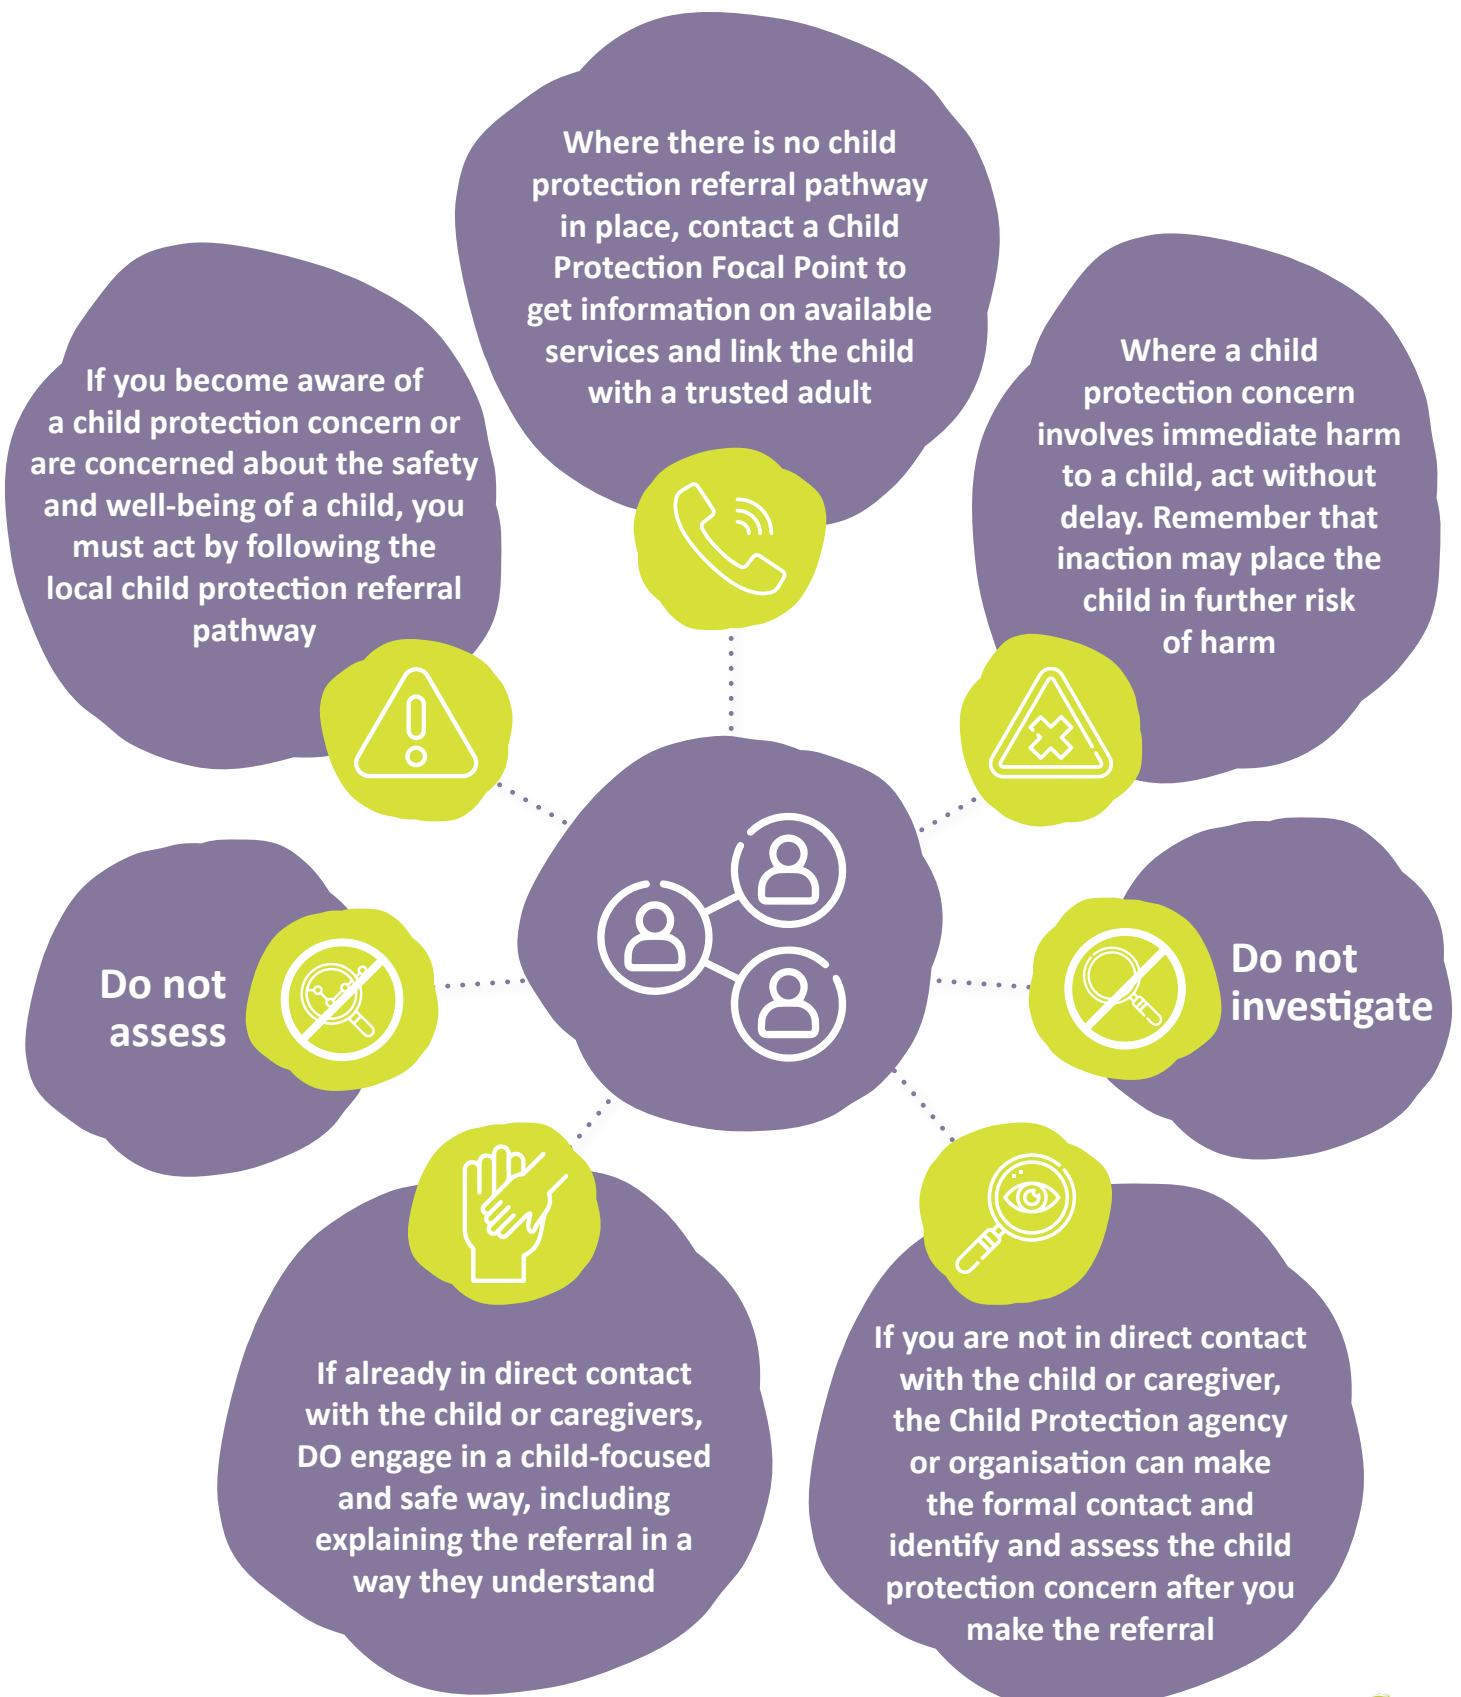 Where there is no child
protection referral pathway
in place, contact a Child
Protection Focal Point to
get information on available
services and link the child
with a trusted adult
If you become aware of
a child protection concern or
are concerned about the safety
and well-being of a child, you
must act by following the
local child protection referral
pathway
Where a child
protection concern
involves immediate harm
to a child, act without
delay. Remember that
inaction may place the
child in further risk
of harm
Do not
assess
Do not
investigate
If already in direct contact
with the child or caregivers,
DO engage in a child-focused
and safe way, including
explaining the referral in a
way they understand
If you are not in direct contact
with the child or caregiver,
the Child Protection agency
or organisation can make
the formal contact and
identify and assess the child
protection concern after you
make the referral